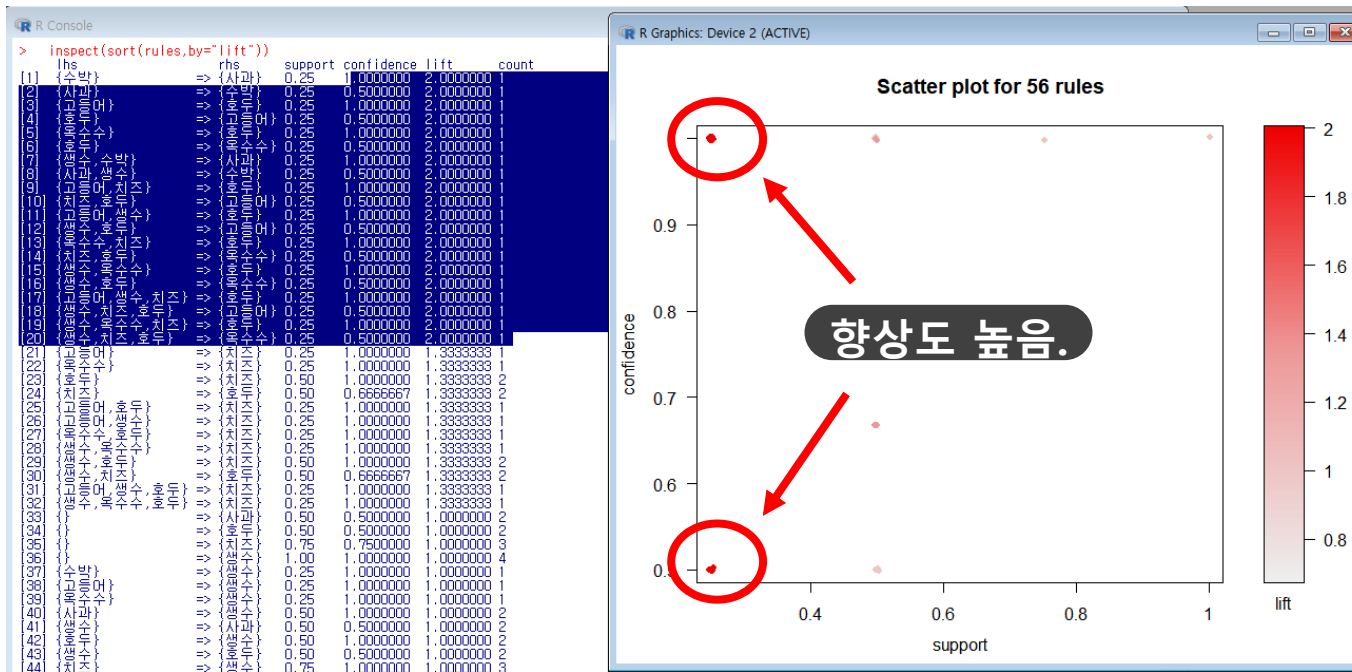 R Console
> inspect(sort(rules,by="lift"))
lhs rhs support confidence lift count
[1] {수박} => {사과} 0.25 1.0000000 2.0000000 1
[2] {사과} => {수박} 0.25 0.5000000 2.0000000 1
[3] {고등어} => {호두} 0.25 1.0000000 2.0000000 1
[4] {호두} => {고등어} 0.25 0.5000000 2.0000000 1
[5] {옥수수} => {호두} 0.25 1.0000000 2.0000000 1
[6] {호두} => {옥수수} 0.25 0.5000000 2.0000000 1
[7] {생수,수박} => {사과} 0.25 1.0000000 2.0000000 1
[8] {사과,생수} => {수박} 0.25 0.5000000 2.0000000 1
[9] {고등어,치즈} => {호두} 0.25 1.0000000 2.0000000 1
[10] {치즈,호두} => {고등어} 0.25 0.5000000 2.0000000 1
[11] {고등어,생수} => {호두} 0.25 1.0000000 2.0000000 1
[12] {생수,호두} => {고등어} 0.25 0.5000000 2.0000000 1
[13] {옥수수,치즈} => {호두} 0.25 1.0000000 2.0000000 1
[14] {치즈,호두} => {옥수수} 0.25 0.5000000 2.0000000 1
[15] {생수,옥수수} => {호두} 0.25 1.0000000 2.0000000 1
[16] {생수,호두} => {옥수수} 0.25 0.5000000 2.0000000 1
[17] {고등어,생수,치즈} => {호두} 0.25 1.0000000 2.0000000 1
[18] {생수,치즈,호두} => {고등어} 0.25 0.5000000 2.0000000 1
[19] {생수,옥수수,치즈} => {호두} 0.25 1.0000000 2.0000000 1
[20] {생수,치즈,호두} => {옥수수} 0.25 0.5000000 2.0000000 1
[21] {고등어} => {치즈} 0.25 1.0000000 1.3333333 1
[22] {옥수수} => {치즈} 0.25 1.0000000 1.3333333 1
[23] {호두} => {치즈} 0.50 1.0000000 1.3333333 2
[24] {치즈} => {호두} 0.50 0.6666667 1.3333333 2
[25] {고등어,호두} => {치즈} 0.25 1.0000000 1.3333333 1
[26] {고등어,생수} => {치즈} 0.25 1.0000000 1.3333333 1
[27] {옥수수,호두} => {치즈} 0.25 1.0000000 1.3333333 1
[28] {생수,옥수수} => {치즈} 0.25 1.0000000 1.3333333 1
[29] {생수,호두} => {치즈} 0.50 1.0000000 1.3333333 2
[30] {생수,치즈} => {호두} 0.50 0.6666667 1.3333333 2
[31] {고등어,생수,호두} => {치즈} 0.25 1.0000000 1.3333333 1
[32] {생수,옥수수,호두} => {치즈} 0.25 1.0000000 1.3333333 1
[33] {} => {사과} 0.50 0.5000000 1.0000000 2
[34] {} => {호두} 0.50 0.5000000 1.0000000 2
[35] {} => {치즈} 0.75 0.7500000 1.0000000 3
[36] {} => {생수} 1.00 1.0000000 1.0000000 4
[37] {수박} => {생수} 0.25 1.0000000 1.0000000 1
[38] {고등어} => {생수} 0.25 1.0000000 1.0000000 1
[39] {옥수수} => {생수} 0.25 1.0000000 1.0000000 1
[40] {사과} => {생수} 0.50 1.0000000 1.0000000 2
[41] {생수} => {사과} 0.50 0.5000000 1.0000000 2
[42] {호두} => {생수} 0.50 1.0000000 1.0000000 2
[43] {생수} => {호두} 0.50 0.5000000 1.0000000 2
[44] {치즈} => {생수} 0.75 1.0000000 1.0000000 3
R Graphics: Device 2 (ACTIVE)
Scatter plot for 56 rules
0.9
0.8
0.7
0.6
confidence
0.4 0.6 0.8 1
support
향상도 높음.
2
1.8
1.6
1.4
1.2
1
0.8
lift